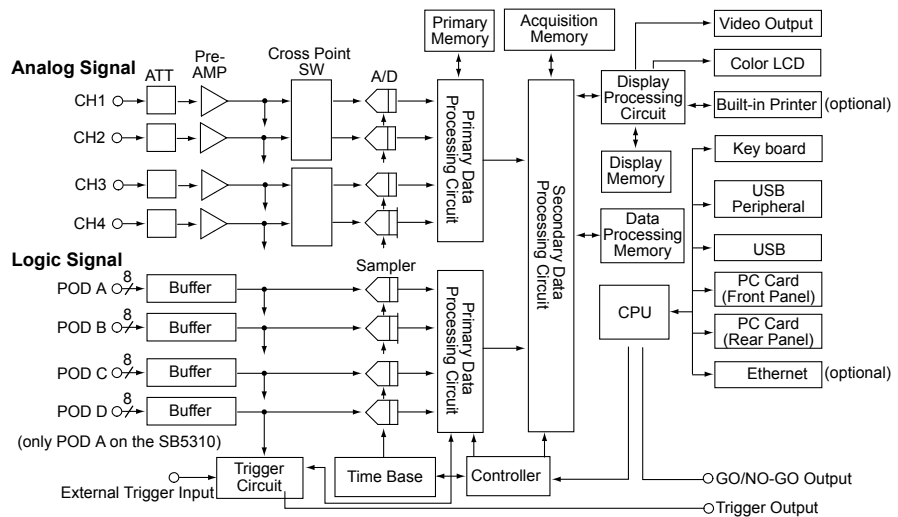 Analog Signal
ATT
Pre-
AMP
Cross Point
SW
A/D
Primary
Memory
Acquisition
Memory
Video Output
Color LCD
Built-in Printer (optional)
Display
Processing
Circuit
Display
Memory
CH1
CH2
CH3
CH4
Primary Data
Processing Circuit
Secondary Data
Processing Circuit
Data
Processing
Memory
Key board
USB
Peripheral
USB
PC Card
(Front Panel)
PC Card
(Rear Panel)
Ethernet (optional)
CPU
Logic Signal
Sampler
POD A 8 Buffer
POD B 8 Buffer
POD C 8 Buffer
POD D 8 Buffer
Primary Data
Processing Circuit
(only POD A on the SB5310)
External Trigger Input
Trigger
Circuit
Time Base
Controller
GO/NO-GO Output
Trigger Output